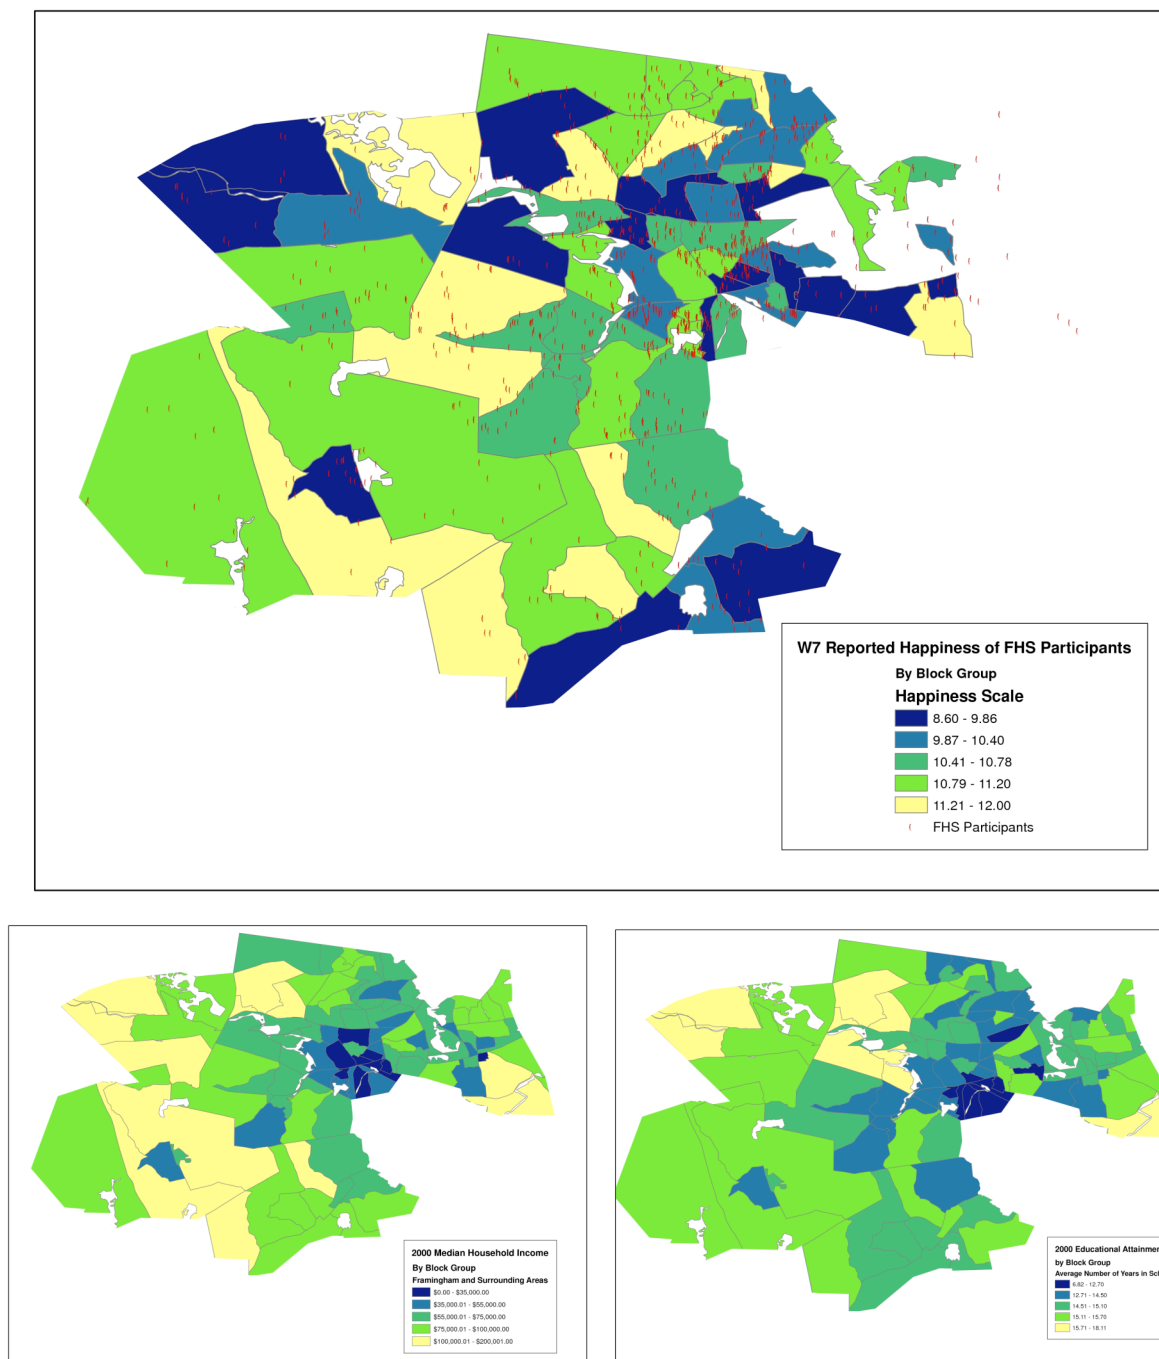 W7 Reported Happiness of FHS Participants
By Block Group
Happiness Scale
8.60 - 9.86
9.87 - 10.40
10.41 - 10.78
10.79 - 11.20
11.21 - 12.00
FHS Participants
2000 Median Household Income
By Block Group
Framingham and Surrounding Areas
$0.00 - $35,000.00
$35,000.01 - $55,000.00
$55,000.01 - $75,000.00
$75,000.01 - $100,000.00
$100,000.01 - $200,001.00
2000 Educational Attainmen
by Block Group
Average Number of Years in Sc
6.82 - 12.70
12.71 - 14.50
14.51 - 15.10
15.11 - 15.70
15.71 - 18.11